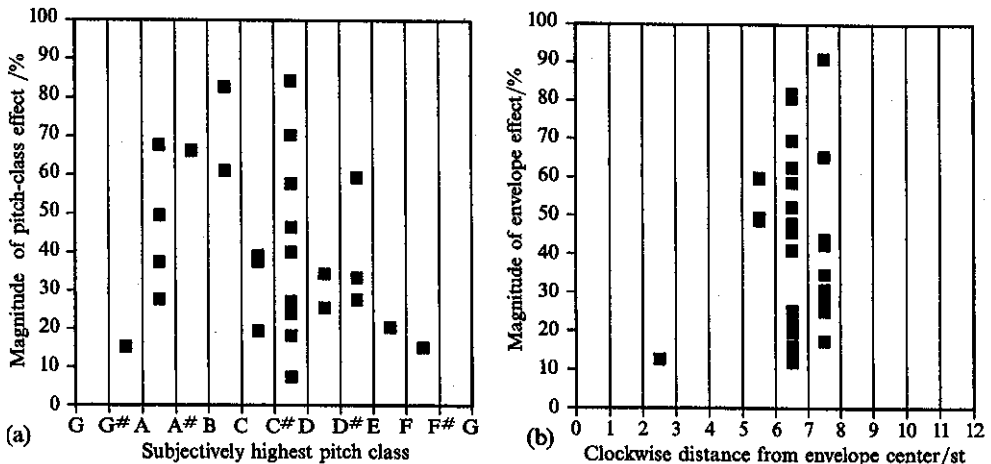 Magnitude of pitch-class effect /%
100
90
80
70
60
50
40
30
20
10
0
G G# A A# B C C# D D# E F F# G
(a)
Subjectively highest pitch class
Magnitude of envelope effect/%
100
90
80
70
60
50
40
30
20
10
0
0 1 2 3 4 5 6 7 8 9 10 11 12
(b)
Clockwise distance from envelope center/st